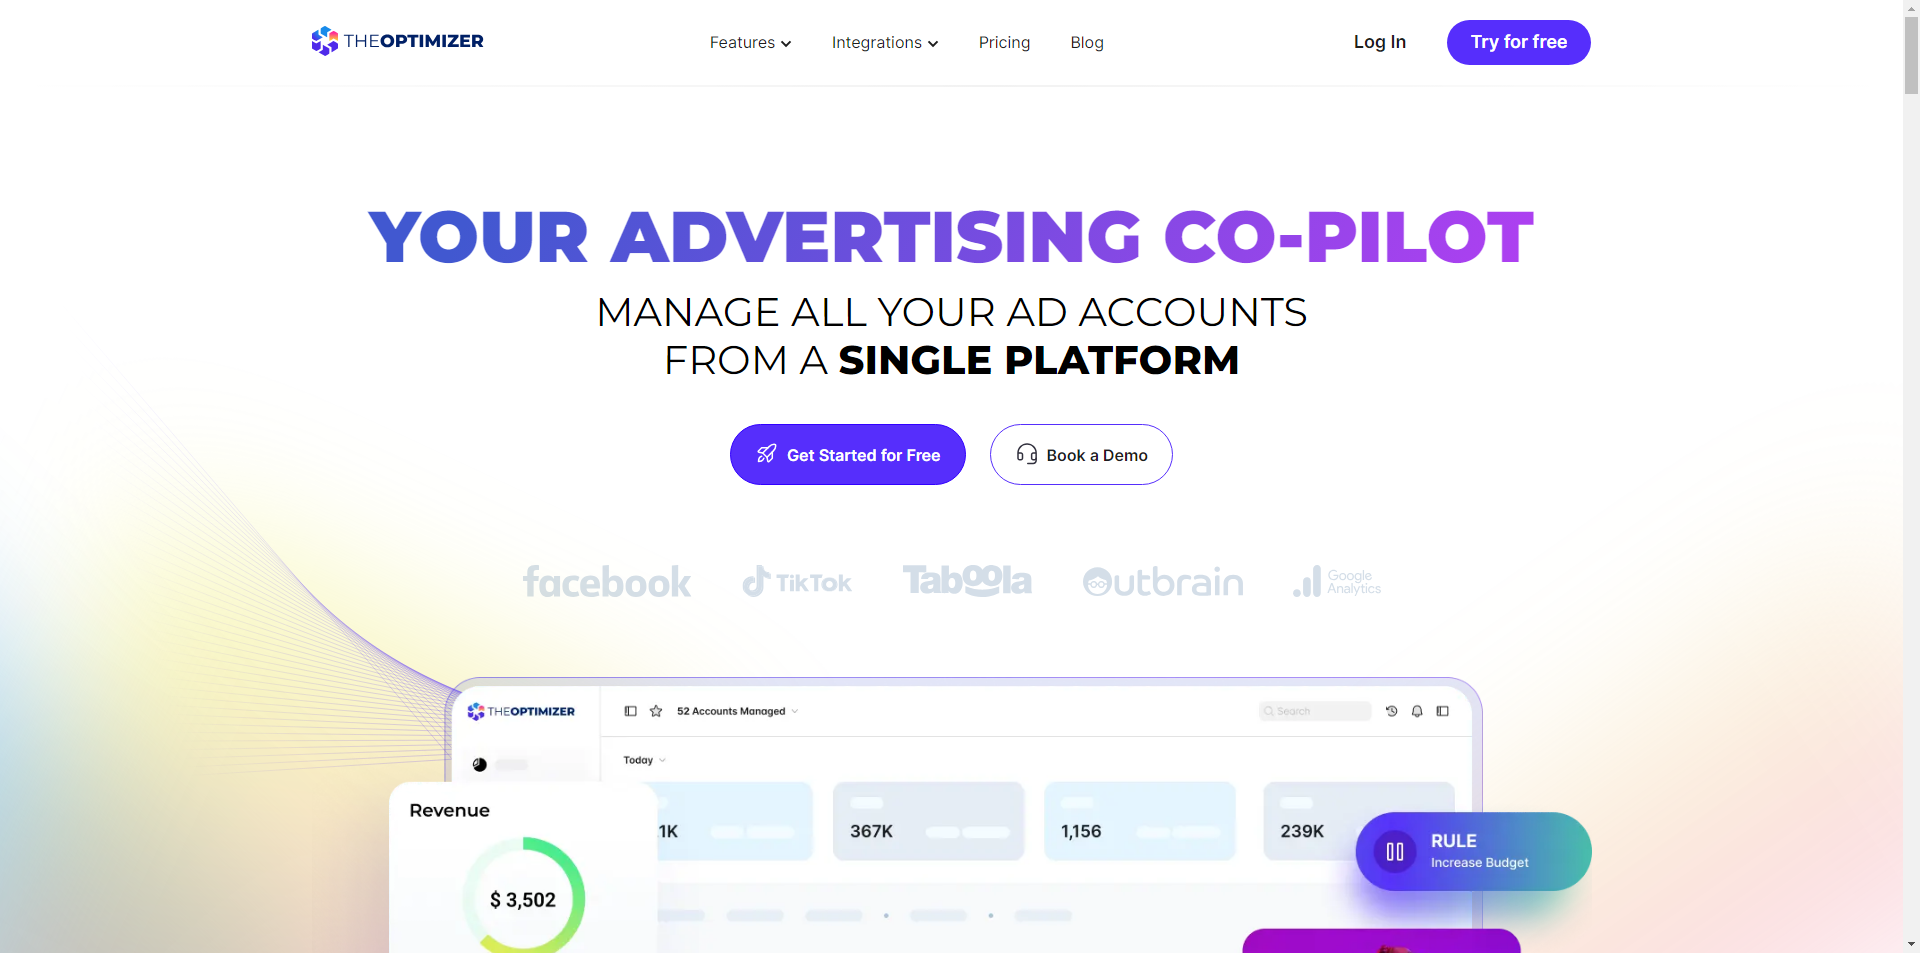 THEOPTIMIZER
Features
Integrations
Pricing
Blog
Log In
Try for free
YOUR ADVERTISING CO-PILOT
MANAGE ALL YOUR AD ACCOUNTS
FROM A SINGLE PLATFORM
Get Started for Free
Book a Demo
facebook
TikTok
Taboola
Outbrain
Google
Analytics
THEOPTIMIZER
52 Accounts Managed
Search
Today
Revenue
$ 3,502
1K
367K
1,156
239K
RULE
Increase Budget